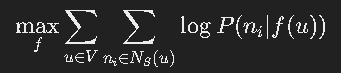 max_f ∑_{u∈V} ∑_{n_i∈N_S(u)} log P(n_i|f(u))